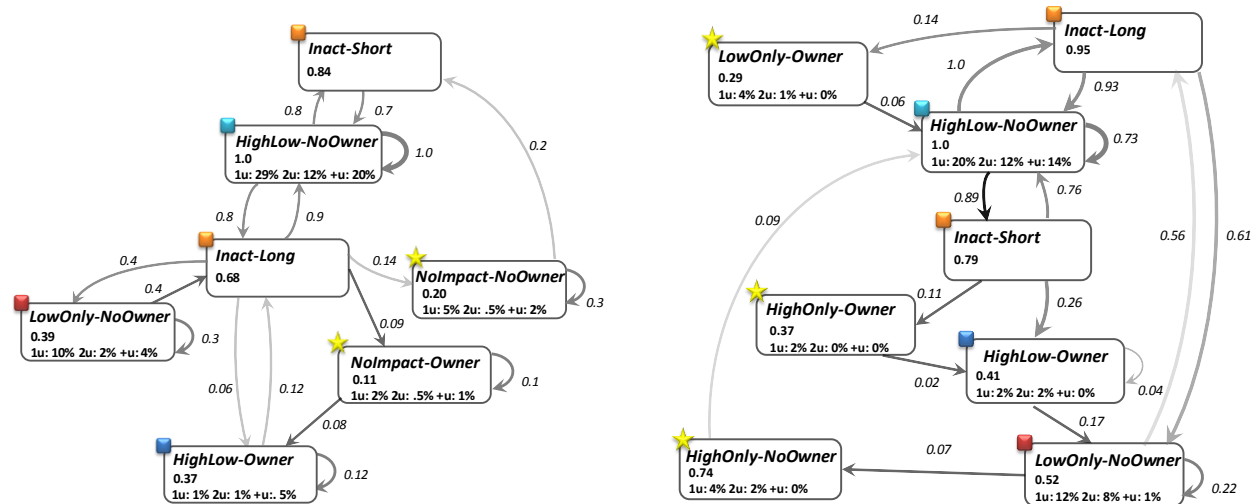 Inact-Short
0.84
0.8
0.7
HighLow-NoOwner
1.0
1u: 29% 2u: 12% +u: 20%
1.0
0.2
0.8
0.9
Inact-Long
0.68
0.4
0.4
0.14
NoImpact-NoOwner
0.20
1u: 5% 2u: .5% +u: 2%
0.3
LowOnly-NoOwner
0.39
1u: 10% 2u: 2% +u: 4%
0.3
0.09
NoImpact-Owner
0.11
1u: 2% 2u: .5% +u: 1%
0.1
0.06
0.12
0.08
HighLow-Owner
0.37
1u: 1% 2u: 1% +u:. 5%
0.12
0.14
Inact-Long
0.95
LowOnly-Owner
0.29
1u: 4% 2u: 1% +u: 0%
1.0
0.93
0.06
HighLow-NoOwner
1.0
1u: 20% 2u: 12% +u: 14%
0.73
0.89
0.76
0.09
0.56
0.61
Inact-Short
0.79
0.11
0.26
HighOnly-Owner
0.37
1u: 2% 2u: 0% +u: 0%
0.02
HighLow-Owner
0.41
1u: 2% 2u: 2% +u: 0%
0.04
0.17
HighOnly-NoOwner
0.74
1u: 4% 2u: 2% +u: 0%
0.07
LowOnly-NoOwner
0.52
1u: 12% 2u: 8% +u: 1%
0.22